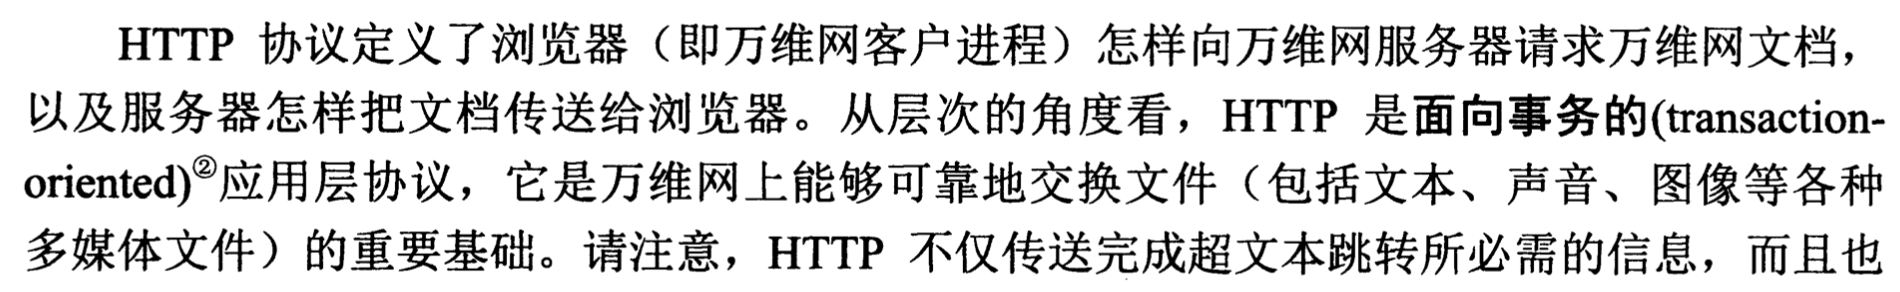 HTTP 协议定义了浏览器（即万维网客户进程）怎样向万维网服务器请求万维网文档，
以及服务器怎样把文档传送给浏览器。从层次的角度看，HTTP 是面向事务的(transaction-
oriented)②应用层协议，它是万维网上能够可靠地交换文件（包括文本、声音、图像等各种
多媒体文件）的重要基础。请注意，HTTP 不仅传送完成超文本跳转所必需的信息，而且也